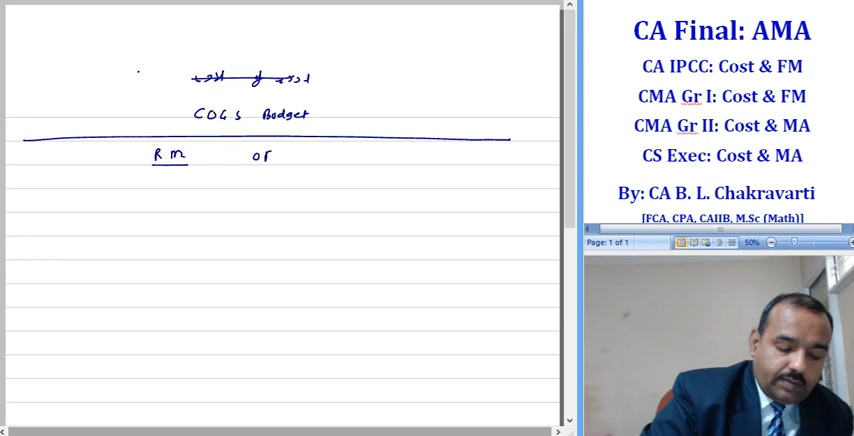 COGS Budget
RM or
CA Final: AMA
CA IPCC: Cost & FM
CMA Gr I: Cost & FM
CMA Gr II: Cost & MA
CS Exec: Cost & MA
By: CA B. L. Chakravarti
[FCA, CPA, CAIIB, M.Sc (Math)]
Page: 1 of 1
50%